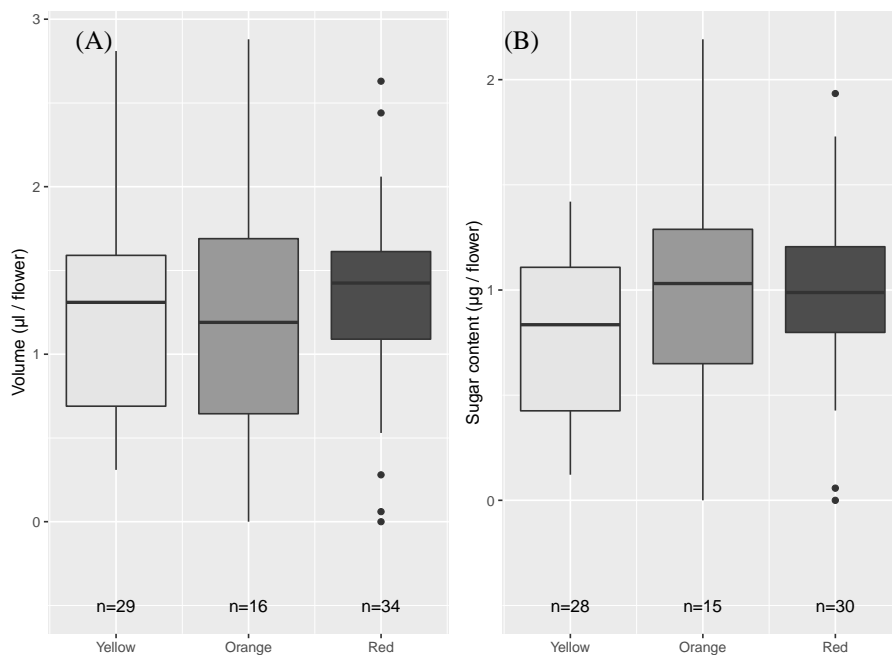 (A)
Volume (µl / flower)
3
2
1
0
n=29 n=16 n=34
Yellow Orange Red
(B)
Sugar content (µg / flower)
2
1
0
n=28 n=15 n=30
Yellow Orange Red